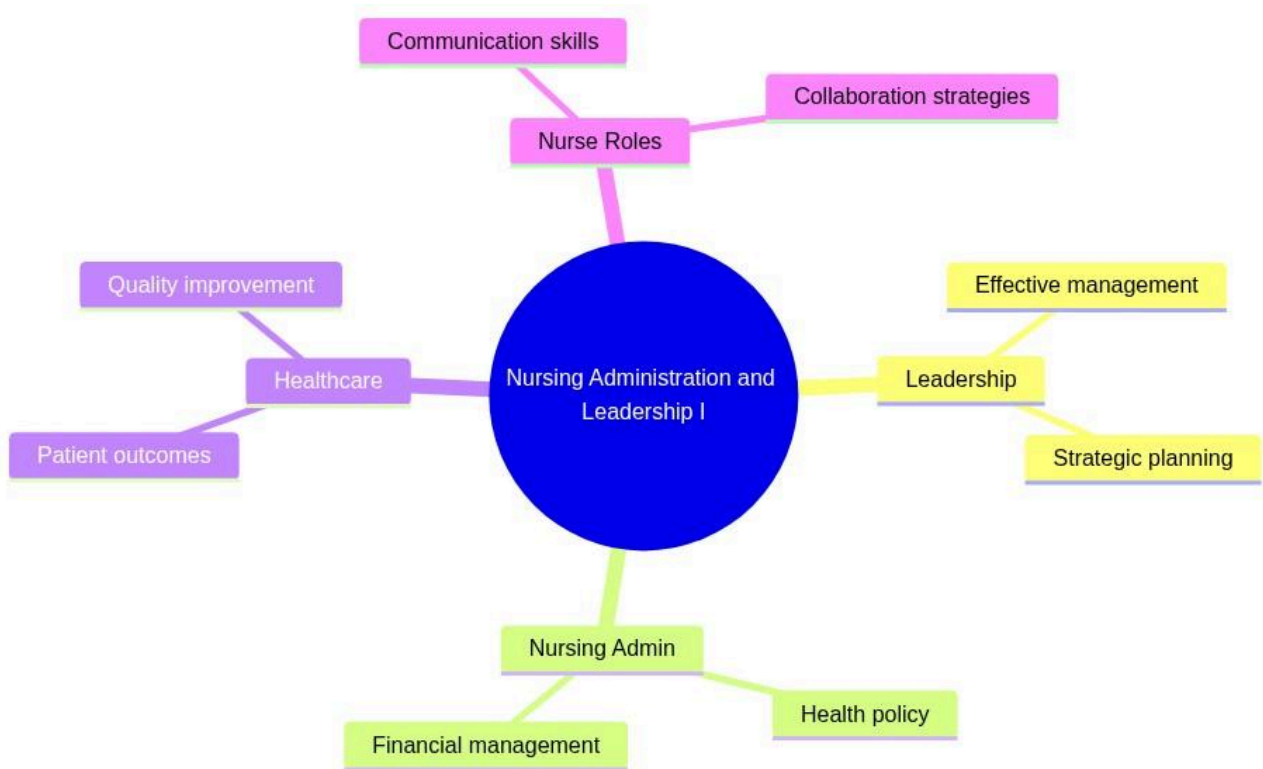 Communication skills
Collaboration strategies
Nurse Roles
Quality improvement
Effective management
Healthcare
Nursing Administration and
Leadership I
Leadership
Patient outcomes
Strategic planning
Nursing Admin
Health policy
Financial management